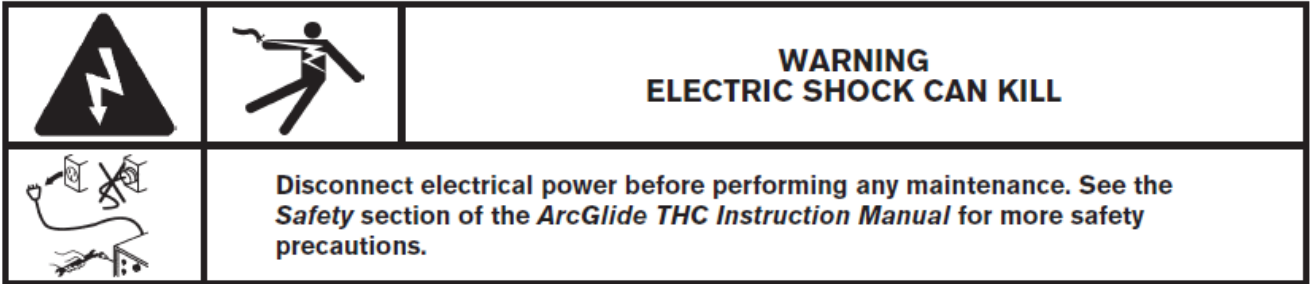 WARNING
ELECTRIC SHOCK CAN KILL
Disconnect electrical power before performing any maintenance. See the
Safety section of the ArcGlide THC Instruction Manual for more safety
precautions.